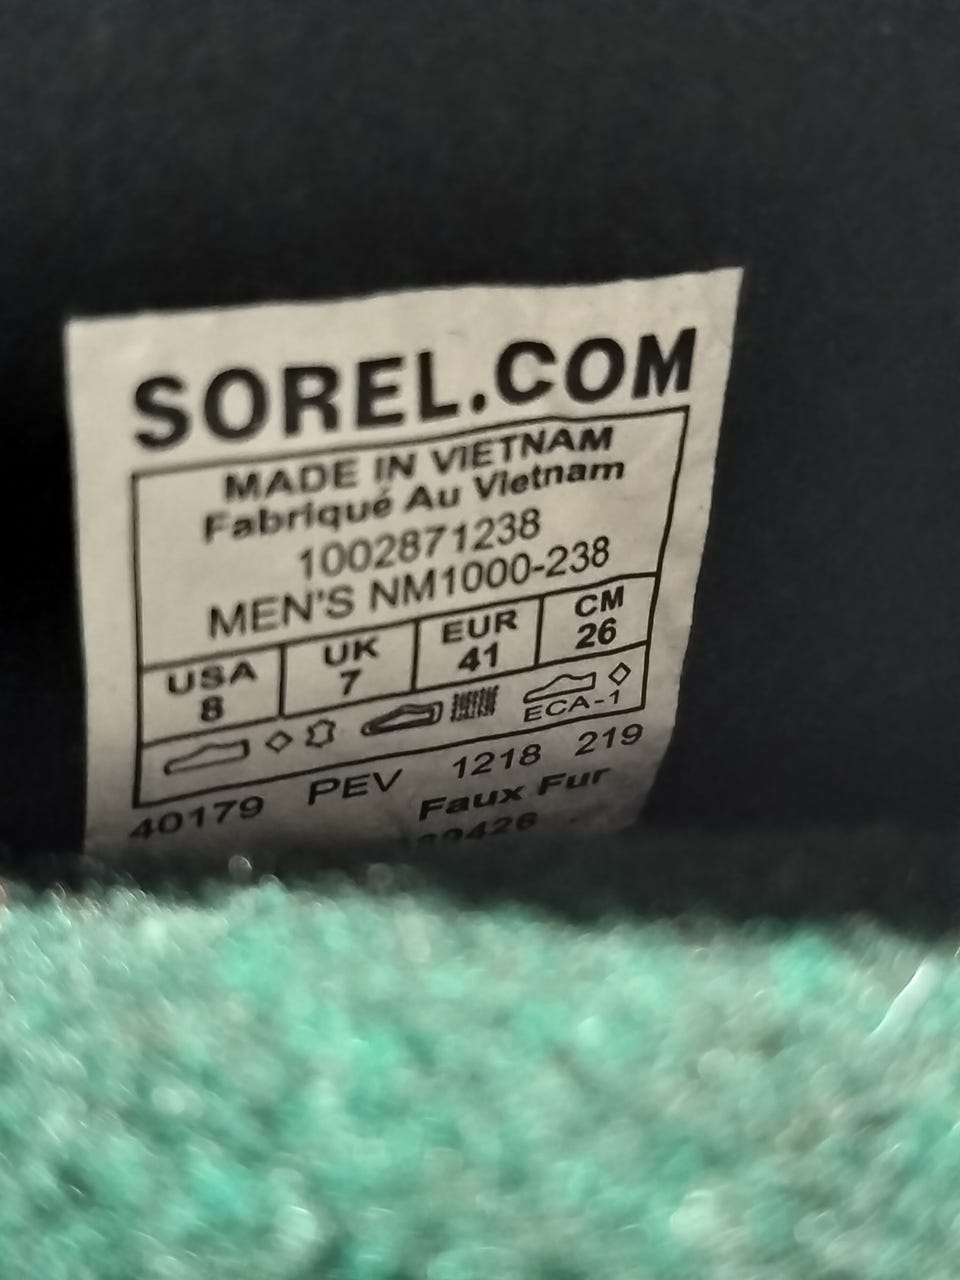 SOREL.COM
MADE IN VIETNAM
Fabriqué Au Vietnam
1002871238
MEN'S NM1000-238
USA UK EUR CM
8 7 41 26
ECA-1
40179 PEV 1218 219
Faux Fur